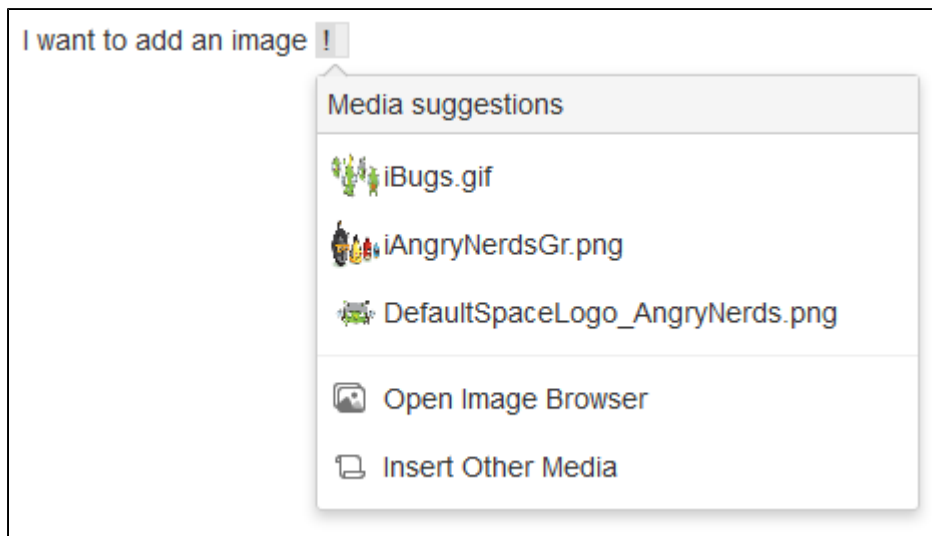 I want to add an image !
Media suggestions
iBugs.gif
iAngryNerdsGr.png
DefaultSpaceLogo_AngryNerds.png
Open Image Browser
Insert Other Media